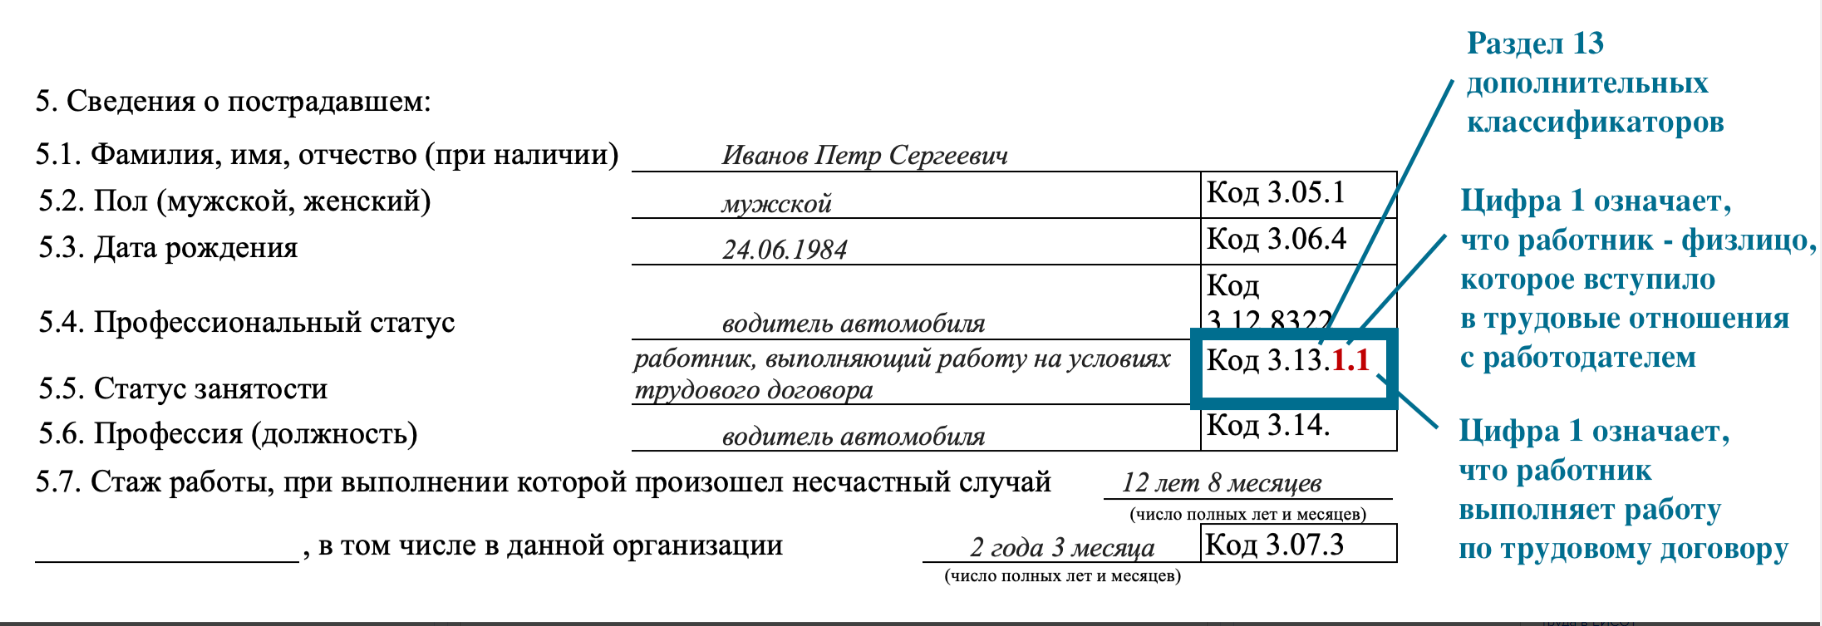 Раздел 13
дополнительных
классификаторов
5. Сведения о пострадавшем:
5.1. Фамилия, имя, отчество (при наличии) Иванов Петр Сергеевич
5.2. Пол (мужской, женский) мужской Код 3.05.1
5.3. Дата рождения 24.06.1984 Код 3.06.4
Код
5.4. Профессиональный статус водитель автомобиля 3.12.8322
работник, выполняющий работу на условиях Код 3.13.1.1
5.5. Статус занятости трудового договора
5.6. Профессия (должность) водитель автомобиля Код 3.14.
5.7. Стаж работы, при выполнении которой произошел несчастный случай 12 лет 8 месяцев
(число полных лет и месяцев)
, в том числе в данной организации 2 года 3 месяца Код 3.07.3
(число полных лет и месяцев)
Цифра 1 означает,
что работник - физлицо,
которое вступило
в трудовые отношения
с работодателем
Цифра 1 означает,
что работник
выполняет работу
по трудовому договору